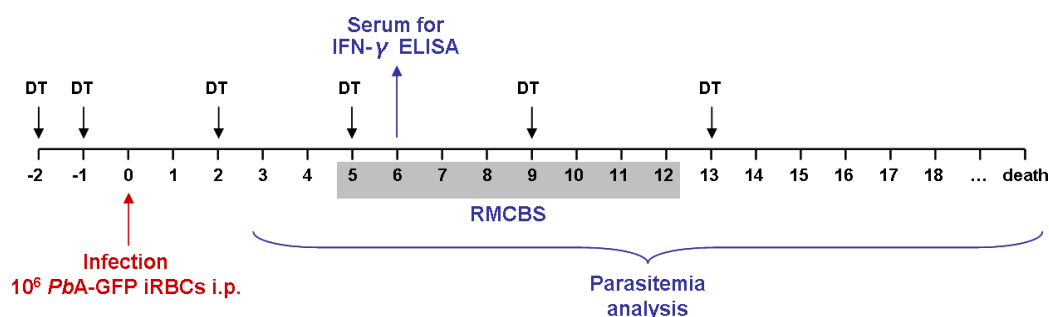 Serum for
IFN-γ ELISA
DT DT DT DT DT DT
-2 -1 0 1 2 3 4 5 6 7 8 9 10 11 12 13 14 15 16 17 18 ... death
RMCBS
Infection
10⁶ PbA-GFP iRBCs i.p.
Parasitemia
analysis